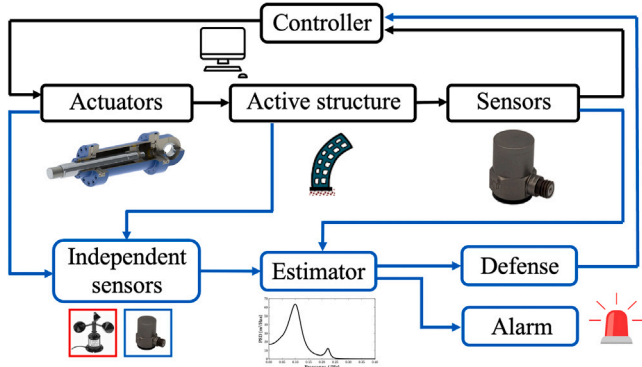 Controller
Actuators
Active structure
Sensors
Independent
sensors
Estimator
Defense
Alarm